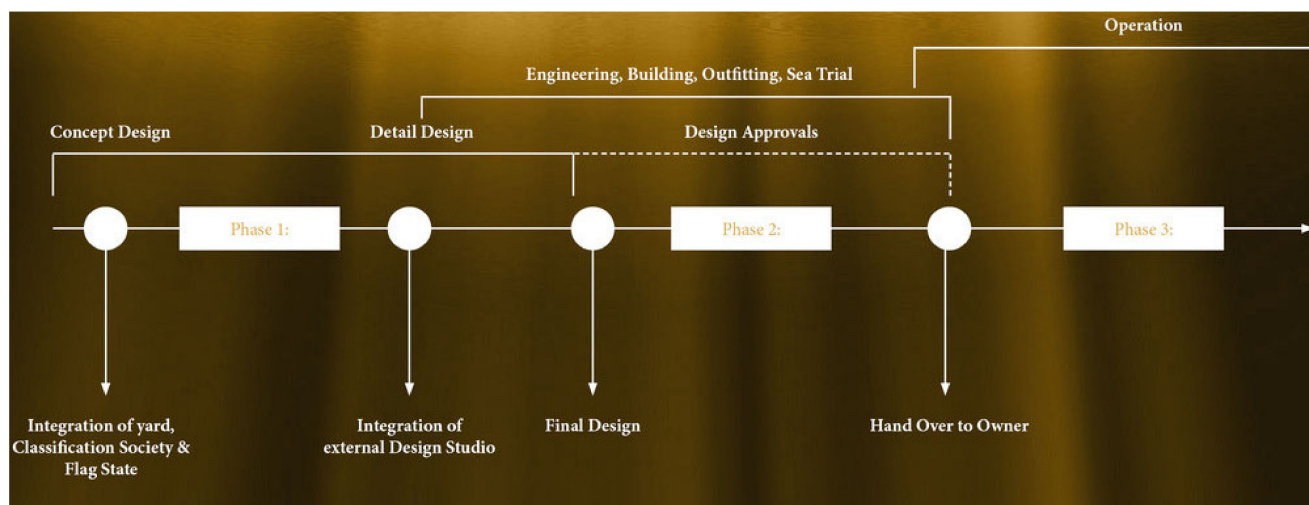 Operation
Engineering, Building, Outfitting, Sea Trial
Concept Design
Detail Design
Design Approvals
Phase 1:
Phase 2:
Phase 3:
Integration of yard,
Classification Society &
Flag State
Integration of
external Design Studio
Final Design
Hand Over to Owner